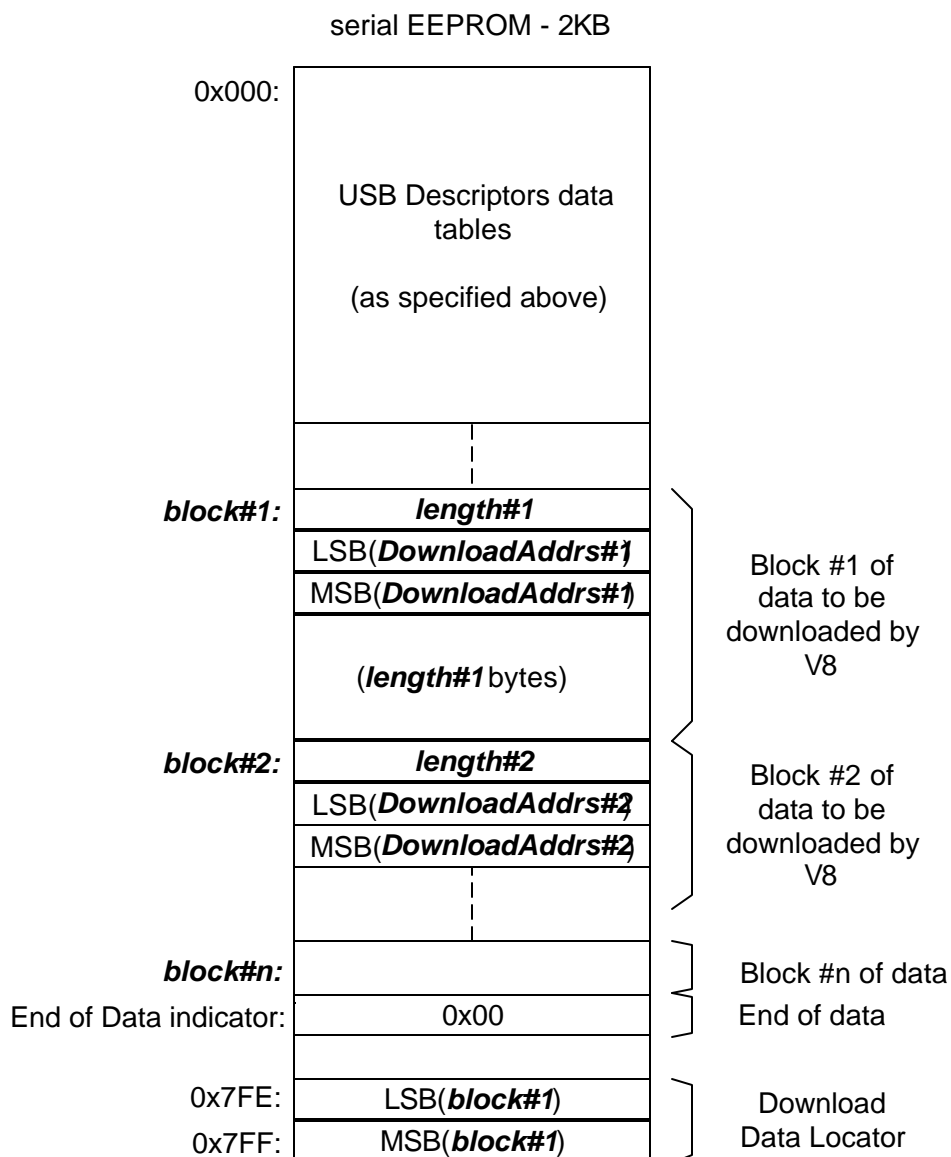 serial EEPROM - 2KB
0x000:
USB Descriptors data
tables
(as specified above)
block#1:
length#1
LSB(DownloadAddrs#1)
MSB(DownloadAddrs#1)
(length#1 bytes)
Block #1 of
data to be
downloaded by
V8
block#2:
length#2
LSB(DownloadAddrs#2)
MSB(DownloadAddrs#2)
Block #2 of
data to be
downloaded by
V8
block#n:
Block #n of data
End of Data indicator:
0x00
End of data
0x7FE:
LSB(block#1)
0x7FF:
MSB(block#1)
Download
Data Locator